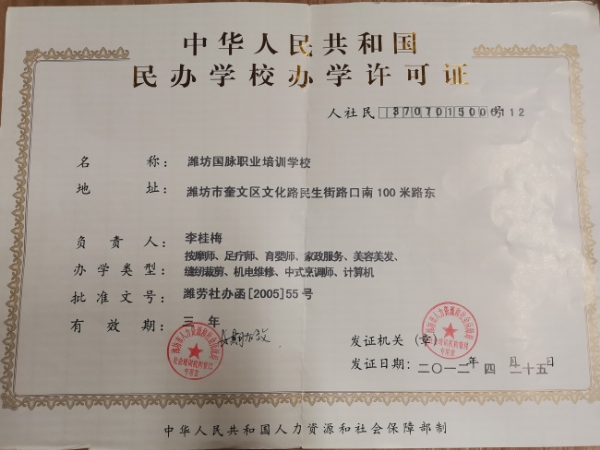 中华人民共和国
民办学校办学许可证
人社民 3707015000112 号
名称：潍坊国脉职业培训学校
地址：潍坊市奎文区文化路民生街路口南100米路东
负责人：李桂梅
办学类型：按摩师、足疗师、育婴师、家政服务、美容美发、
缝纫裁剪、机电维修、中式烹调师、计算机
批准文号：潍劳社办函[2005]55号
有效期：三年
长期有效
发证机关（章）
发证日期：二〇一二年四月二十五日
中华人民共和国人力资源和社会保障部制